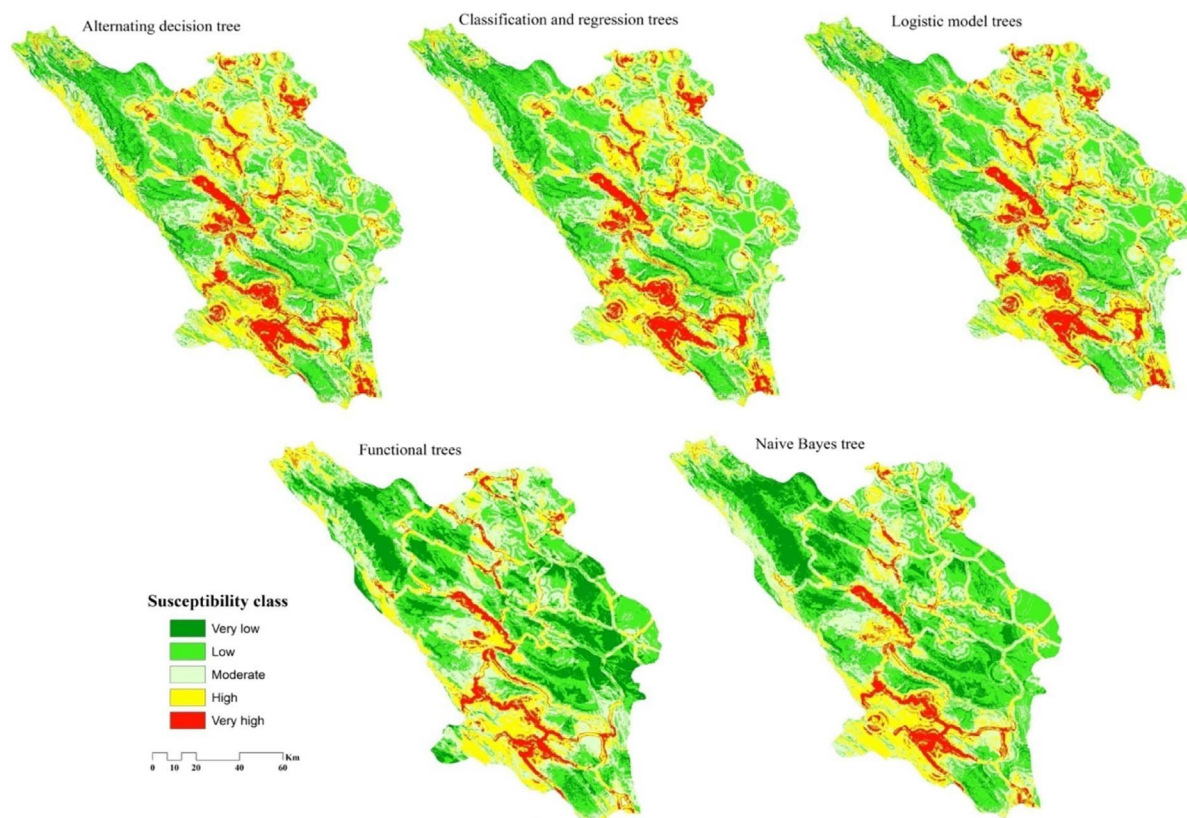 Alternating decision tree
Classification and regression trees
Logistic model trees
Functional trees
Naive Bayes tree
Susceptibility class
Very low
Low
Moderate
High
Very high
Km
0 10 20 40 60